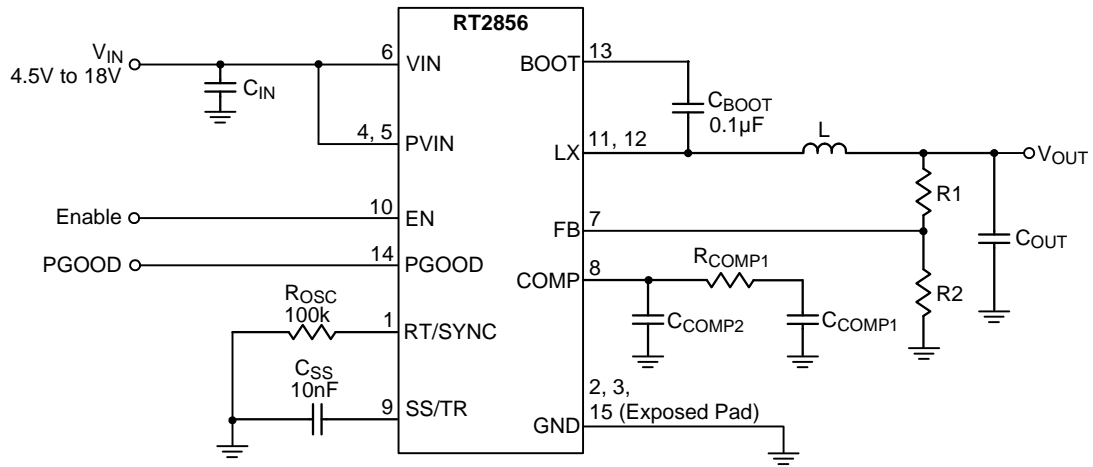 RT2856
VIN
4.5V to 18V
CIN
6
VIN
4, 5
PVIN
Enable
10
EN
PGOOD
14
PGOOD
ROSC
100k
1
RT/SYNC
CSS
10nF
9
SS/TR
BOOT
13
CBOOT
0.1µF
LX
11, 12
L
VOUT
R1
FB
7
COUT
COMP
8
RCOMP1
R2
CCOMP2
CCOMP1
2, 3,
GND
15 (Exposed Pad)